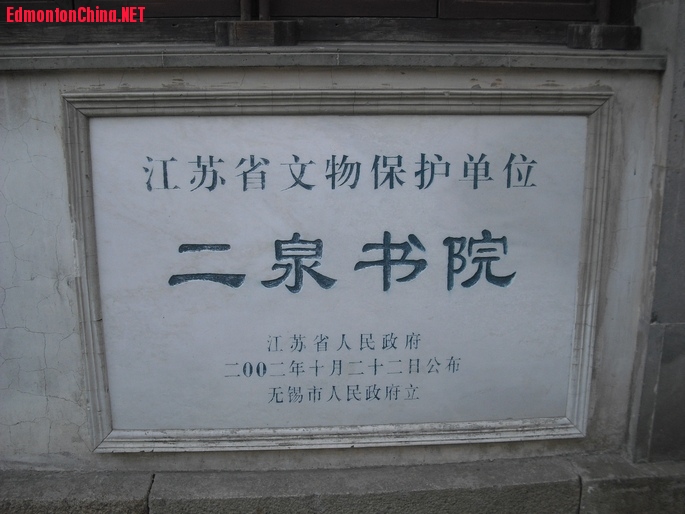 EdmontonChina.NET
江苏省文物保护单位
二泉书院
江苏省人民政府
二00二年十月二十二日公布
无锡市人民政府立